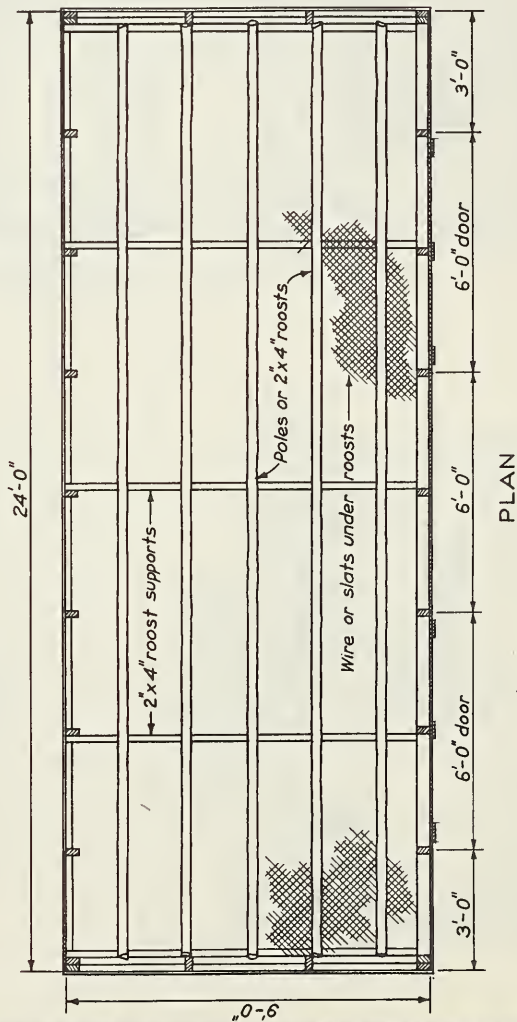 24'-0"
9'-0"
2"x4" roost supports
Poles or 2"x4" roosts
Wire or slats under roosts
3'-0"
6'-0" door
6'-0"
6'-0" door
3'-0"
PLAN